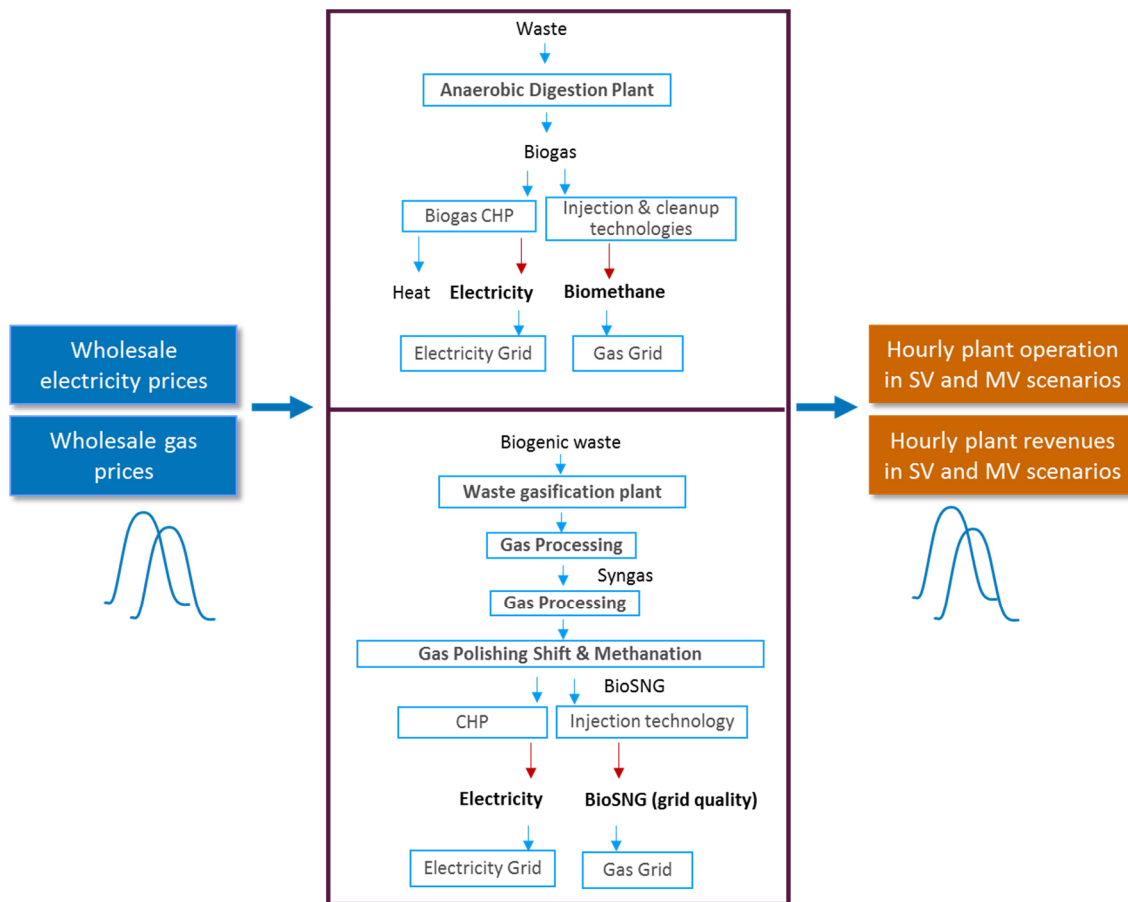 Wholesale
electricity prices
Wholesale gas
prices
Waste
Anaerobic Digestion Plant
Biogas
Biogas CHP
Injection & cleanup
technologies
Heat
Electricity
Biomethane
Electricity Grid
Gas Grid
Biogenic waste
Waste gasification plant
Gas Processing
Syngas
Gas Processing
Gas Polishing Shift & Methanation
BioSNG
CHP
Injection technology
Electricity
BioSNG (grid quality)
Electricity Grid
Gas Grid
Hourly plant operation
in SV and MV scenarios
Hourly plant revenues
in SV and MV scenarios